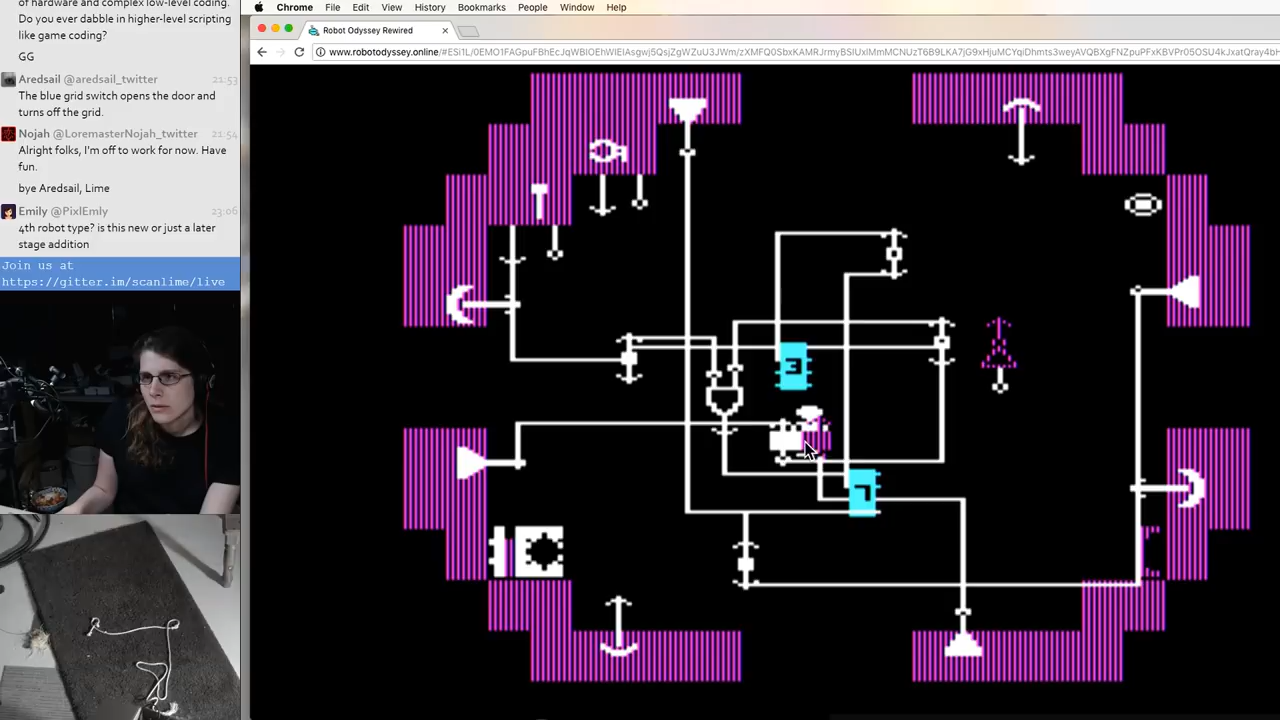 of hardware and complex low-level coding.
Do you ever dabble in higher-level scripting
like game coding?
GG
Aredsail @aredsail_twitter 21:53
The blue grid switch opens the door and
turns off the grid.
Nojah @LoremasterNojah_twitter 21:54
Alright folks, I'm off to work for now. Have
fun.
bye Aredsail, Lime
Emily @PixlEmly 23:06
4th robot type? is this new or just a later
stage addition
Join us at
https://gitter.im/scanlime/live
Chrome File Edit View History Bookmarks People Window Help
Robot Odyssey Rewired
3
7